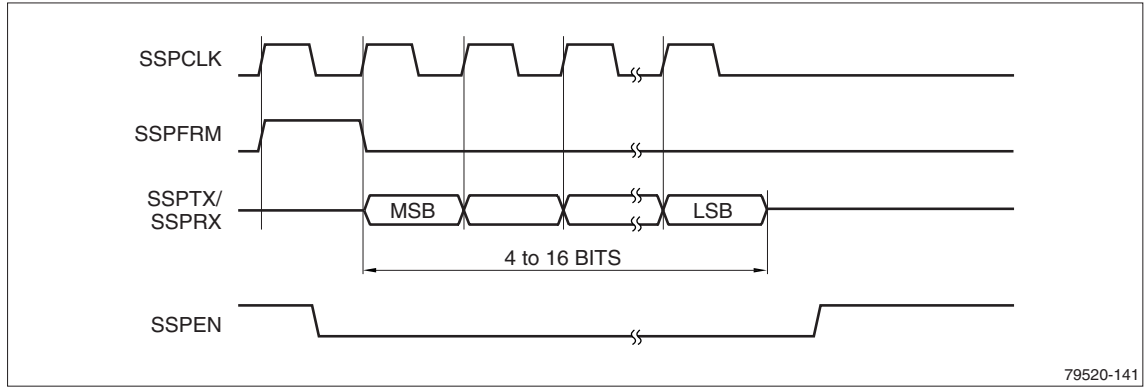 SSPCLK
SSPFRM
SSPTX/
SSPRX
MSB
LSB
4 to 16 BITS
SSPEN
79520-141